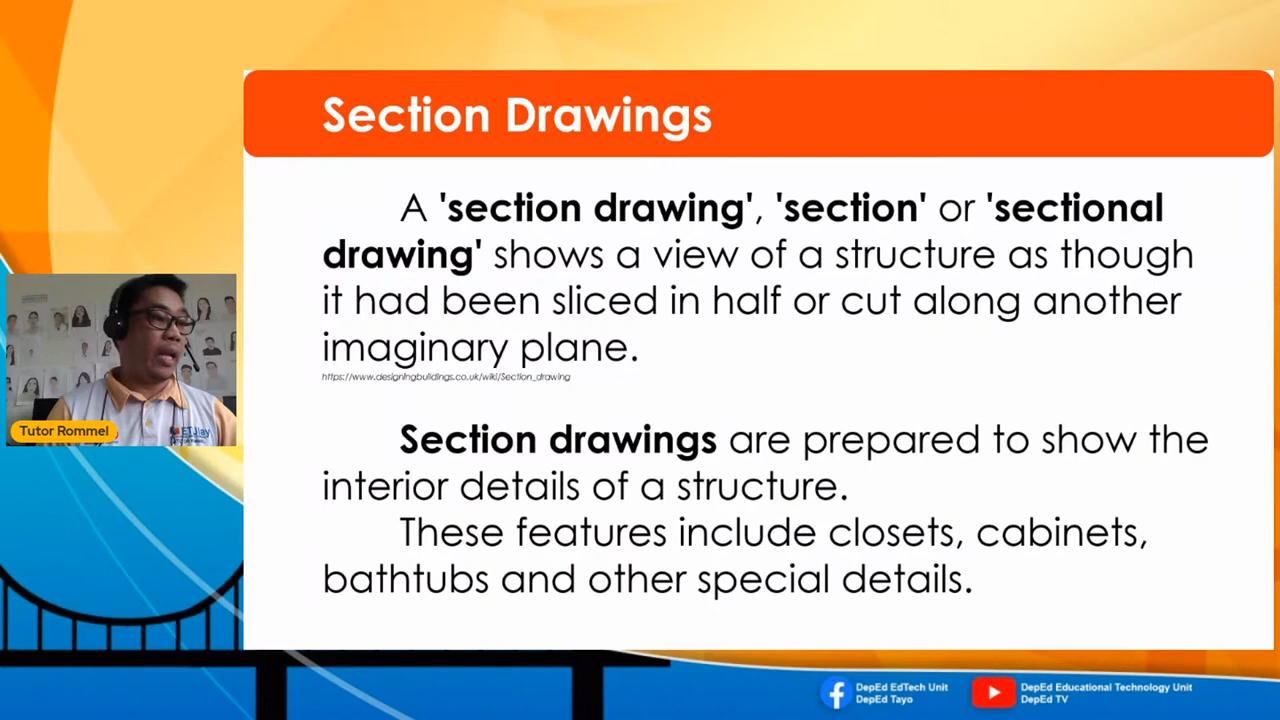 Section Drawings
A 'section drawing', 'section' or 'sectional
drawing' shows a view of a structure as though
it had been sliced in half or cut along another
imaginary plane.
https://www.designingbuildings.co.uk/wiki/Section_drawing
Section drawings are prepared to show the
interior details of a structure.
These features include closets, cabinets,
bathtubs and other special details.
Tutor Rommel
DepEd EdTech Unit
DepEd Tayo
DepEd Educational Technology Unit
DepEd TV